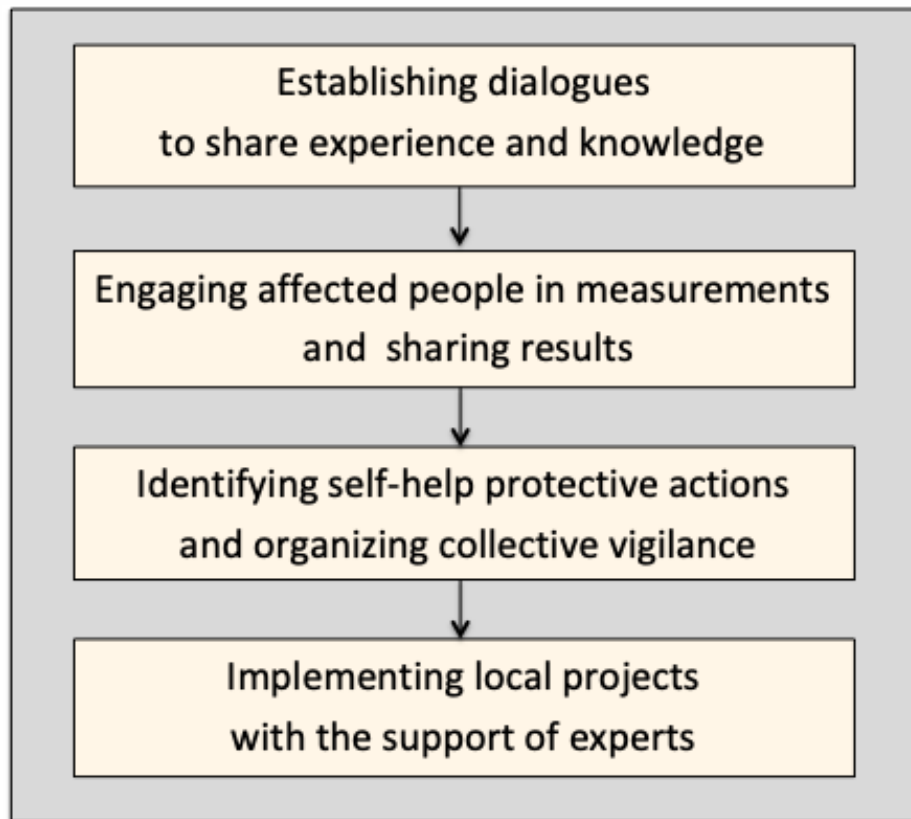 Establishing dialogues
to share experience and knowledge
Engaging affected people in measurements
and sharing results
Identifying self-help protective actions
and organizing collective vigilance
Implementing local projects
with the support of experts